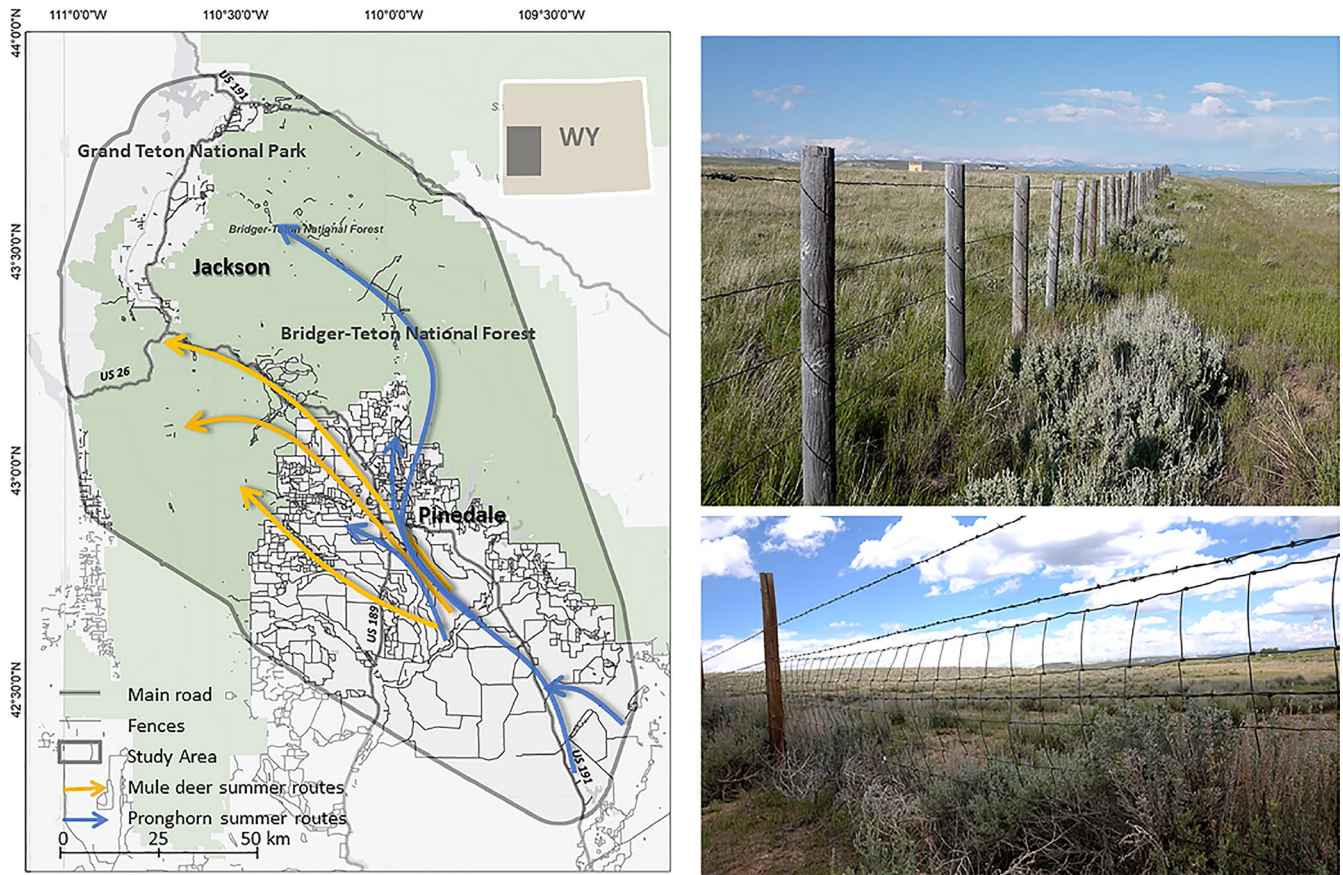 111°0'0"W 110°30'0"W 110°0'0"W 109°30'0"W
44°0'0"N
US 191
S.
WY
Grand Teton National Park
Bridger-Teton National Forest
43°30'0"N
Jackson
Bridger-Teton National Forest
US 26
43°0'0"N
Pinedale
US 189
42°30'0"N
US 191
Main road
Fences
Study Area
Mule deer summer routes
Pronghorn summer routes
0 25 50 km